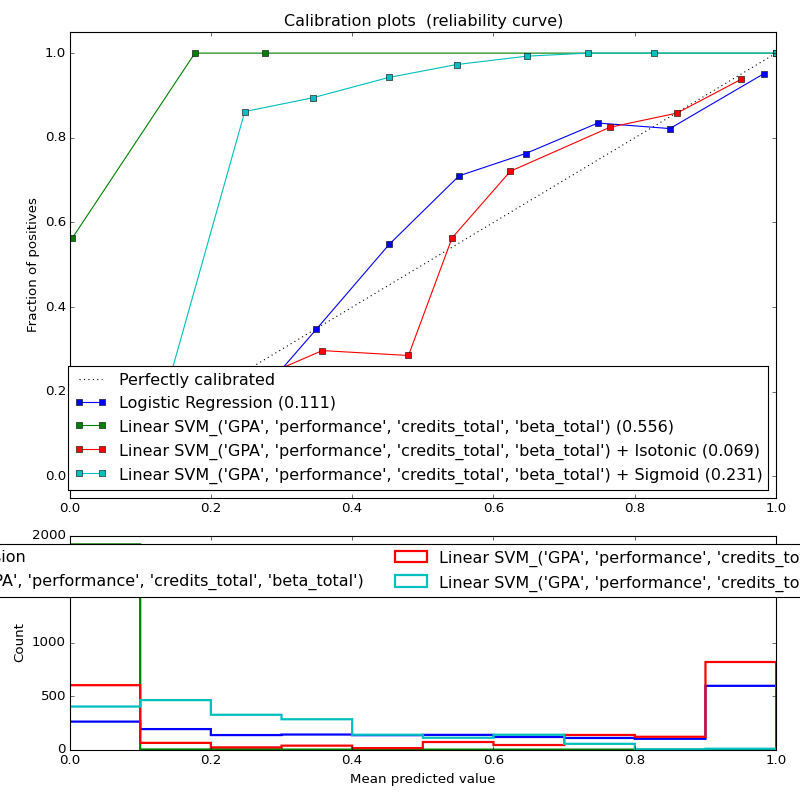 Calibration plots  (reliability curve)
1.0
0.8
0.6
0.4
0.2
0.0
Fraction of positives
Perfectly calibrated
Logistic Regression (0.111)
Linear SVM_('GPA', 'performance', 'credits_total', 'beta_total') (0.556)
Linear SVM_('GPA', 'performance', 'credits_total', 'beta_total') + Isotonic (0.069)
Linear SVM_('GPA', 'performance', 'credits_total', 'beta_total') + Sigmoid (0.231)
0.0 0.2 0.4 0.6 0.8 1.0
2000
sion
PA', 'performance', 'credits_total', 'beta_total')
Linear SVM_('GPA', 'performance', 'credits_to
Linear SVM_('GPA', 'performance', 'credits_to
1000
500
0
Count
0.0 0.2 0.4 0.6 0.8 1.0
Mean predicted value